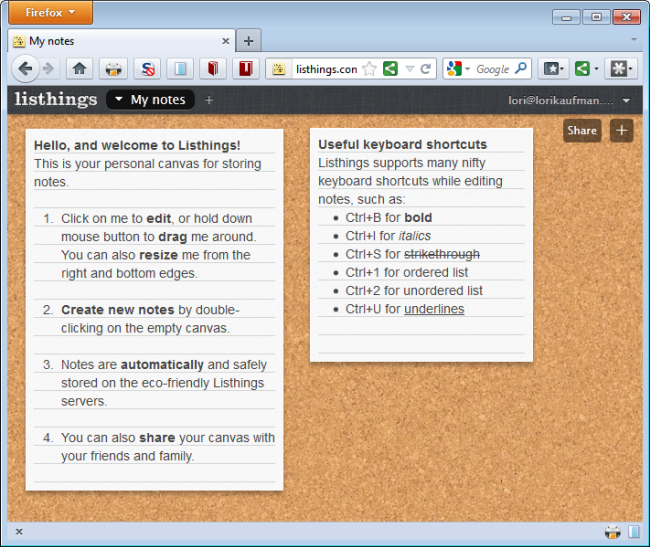 Firefox
My notes
listhings.con
Google
listhings
My notes
lori@lorikaufman....
Share
Hello, and welcome to Listhings!
This is your personal canvas for storing
notes.
1. Click on me to edit, or hold down
mouse button to drag me around.
You can also resize me from the
right and bottom edges.
2. Create new notes by double-
clicking on the empty canvas.
3. Notes are automatically and safely
stored on the eco-friendly Listhings
servers.
4. You can also share your canvas with
your friends and family.
Useful keyboard shortcuts
Listhings supports many nifty
keyboard shortcuts while editing
notes, such as:
• Ctrl+B for bold
• Ctrl+I for italics
• Ctrl+S for strikethrough
• Ctrl+1 for ordered list
• Ctrl+2 for unordered list
• Ctrl+U for underlines